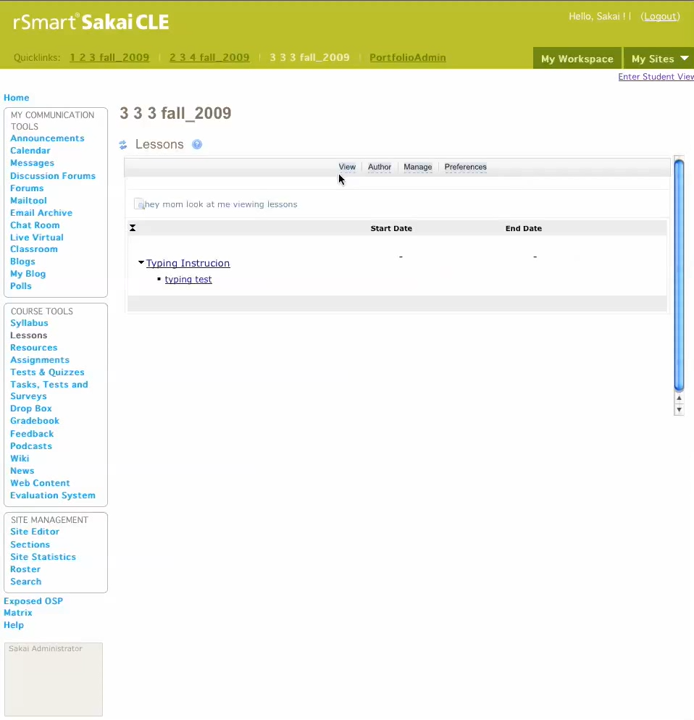 rSmart Sakai CLE
Hello, Sakai ! ! (Logout)
Quicklinks: 1 2 3 fall_2009 | 2 3 4 fall_2009 | 3 3 3 fall_2009 | PortfolioAdmin
My Workspace
My Sites
Enter Student View
Home
MY COMMUNICATION
TOOLS
Announcements
Calendar
Messages
Discussion Forums
Forums
Mailtool
Email Archive
Chat Room
Live Virtual
Classroom
Blogs
My Blog
Polls
COURSE TOOLS
Syllabus
Lessons
Resources
Assignments
Tests & Quizzes
Tasks, Tests and
Surveys
Drop Box
Gradebook
Feedback
Podcasts
Wiki
News
Web Content
Evaluation System
SITE MANAGEMENT
Site Editor
Sections
Site Statistics
Roster
Search
Exposed OSP
Matrix
Help
Sakai Administrator
3 3 3 fall_2009
Lessons
View Author Manage Preferences
hey mom look at me viewing lessons
Start Date End Date
Typing Instrucion - -
• typing test